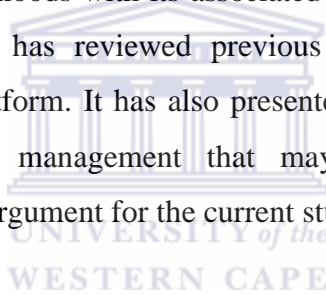 hoods with its associated
has reviewed previous
tform. It has also presente
management that may
rgument for the current stu
UNIVERSITY of the
WESTERN CAPE